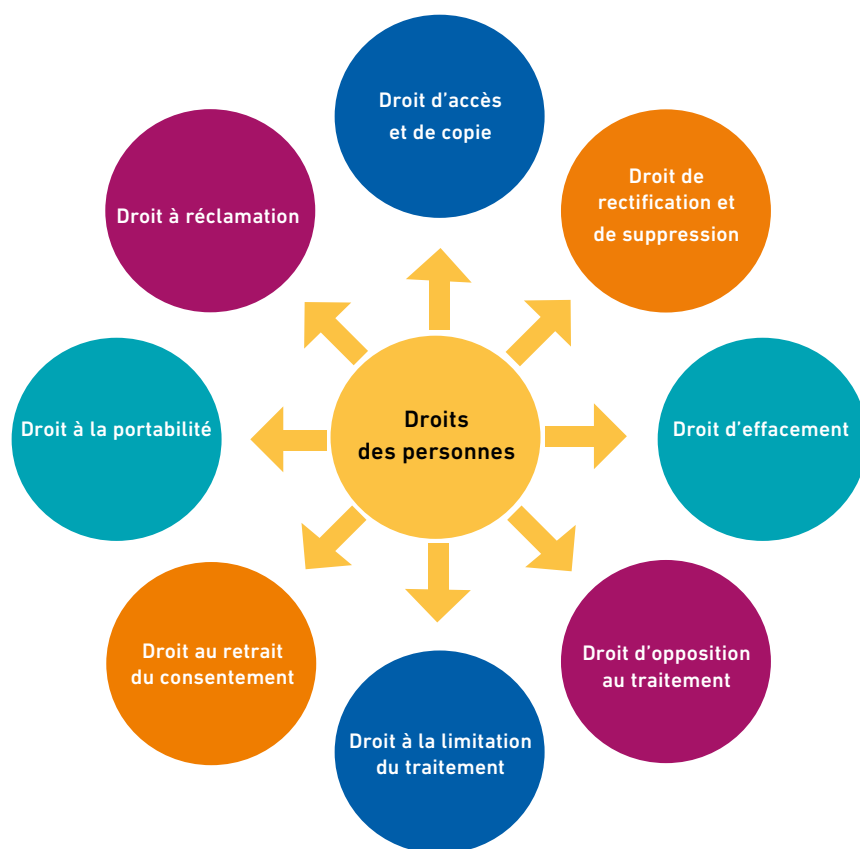 Droit d’accès
et de copie
Droit de
rectification et
de suppression
Droit à réclamation
Droits
des personnes
Droit à la portabilité
Droit d’effacement
Droit au retrait
du consentement
Droit d’opposition
au traitement
Droit à la limitation
du traitement